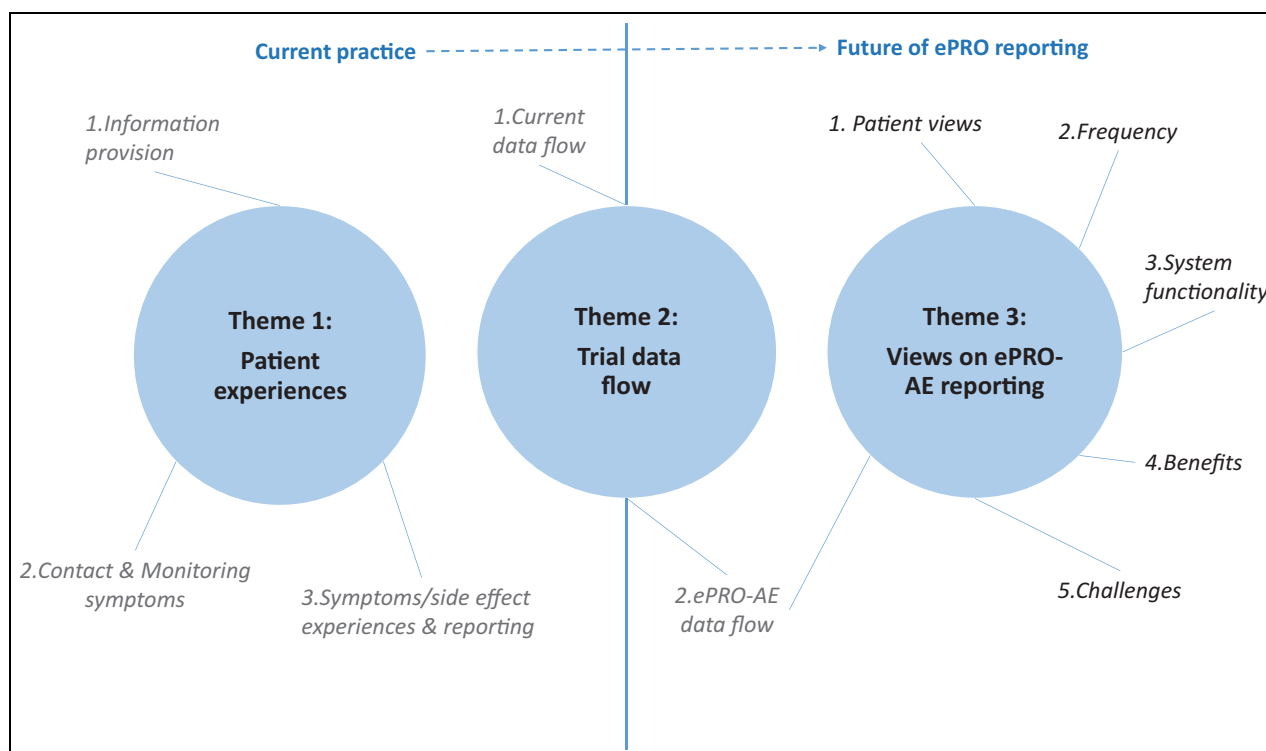 Current practice
Future of ePRO reporting
1.Information
provision
1.Current
data flow
1. Patient views
2.Frequency
3.System
functionality
4.Benefits
5.Challenges
Theme 1:
Patient
experiences
Theme 2:
Trial data
flow
Theme 3:
Views on ePRO-
AE reporting
2.Contact & Monitoring
symptoms
3.Symptoms/side effect
experiences & reporting
2.ePRO-AE
data flow